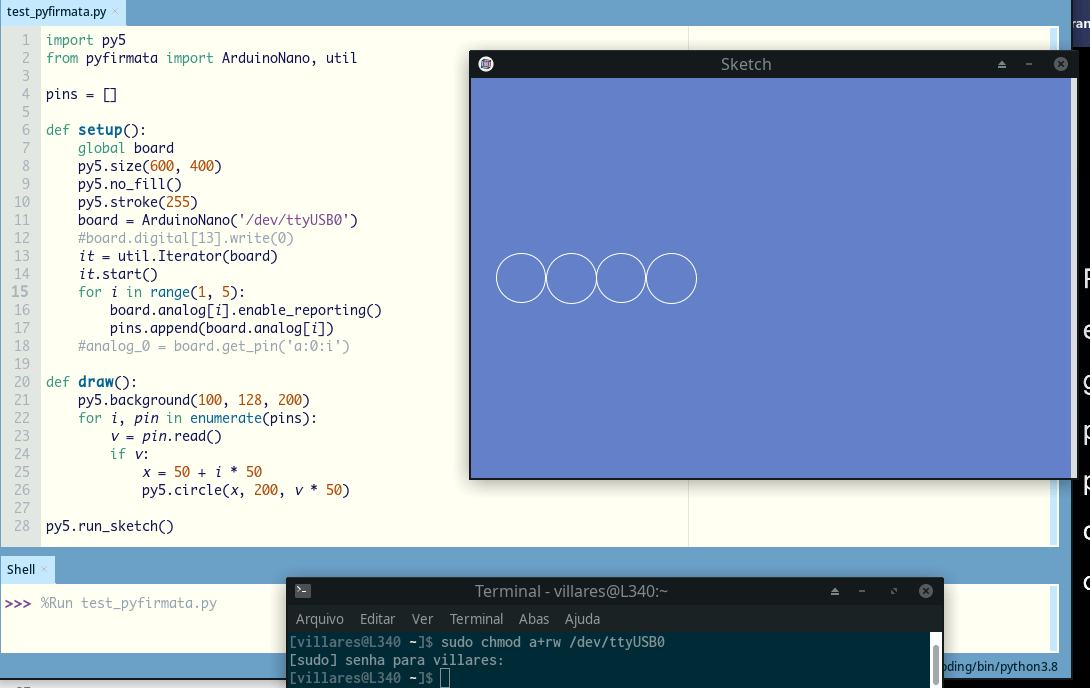 test_pyfirmata.py
1 import py5
2 from pyfirmata import ArduinoNano, util
3
4 pins = []
5
6 def setup():
7     global board
8     py5.size(600, 400)
9     py5.no_fill()
10     py5.stroke(255)
11     board = ArduinoNano('/dev/ttyUSB0')
12     #board.digital[13].write(0)
13     it = util.Iterator(board)
14     it.start()
15     for i in range(1, 5):
16         board.analog[i].enable_reporting()
17         pins.append(board.analog[i])
18     #analog_0 = board.get_pin('a:0:i')
19
20 def draw():
21     py5.background(100, 128, 200)
22     for i, pin in enumerate(pins):
23         v = pin.read()
24         if v:
25             x = 50 + i * 50
26             py5.circle(x, 200, v * 50)
27
28 py5.run_sketch()
Sketch
Shell
>>> %Run test_pyfirmata.py
Terminal - villares@L340:~
Arquivo Editar Ver Terminal Abas Ajuda
[villares@L340 ~]$ sudo chmod a+rw /dev/ttyUSB0
[sudo] senha para villares:
[villares@L340 ~]$
oding/bin/python3.8